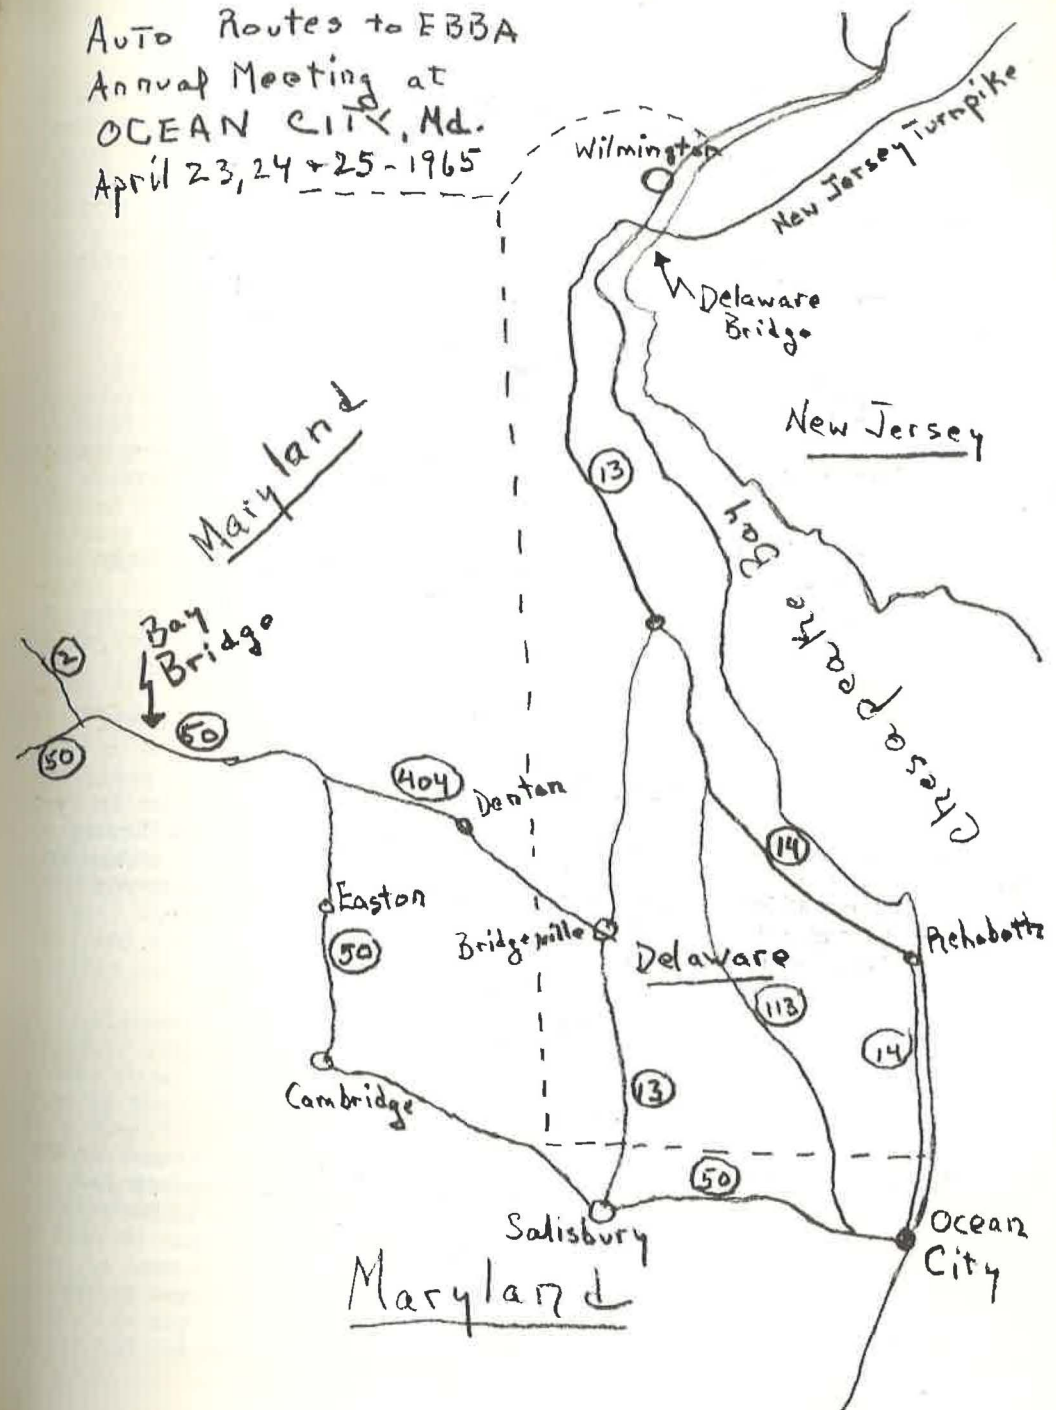 Auto Routes to EBBA
Annual Meeting at
OCEAN CITY, Md.
April 23, 24 + 25 - 1965
Wilmington
New Jersey Turnpike
Delaware
Bridge
New Jersey
Maryland
13
Chesapeake Bay
Bay
Bridge
2
50
50
404
Denton
14
Easton
Bridgeville
Rehoboth
50
Delaware
113
14
Cambridge
13
50
Salisbury
Ocean
City
Maryland